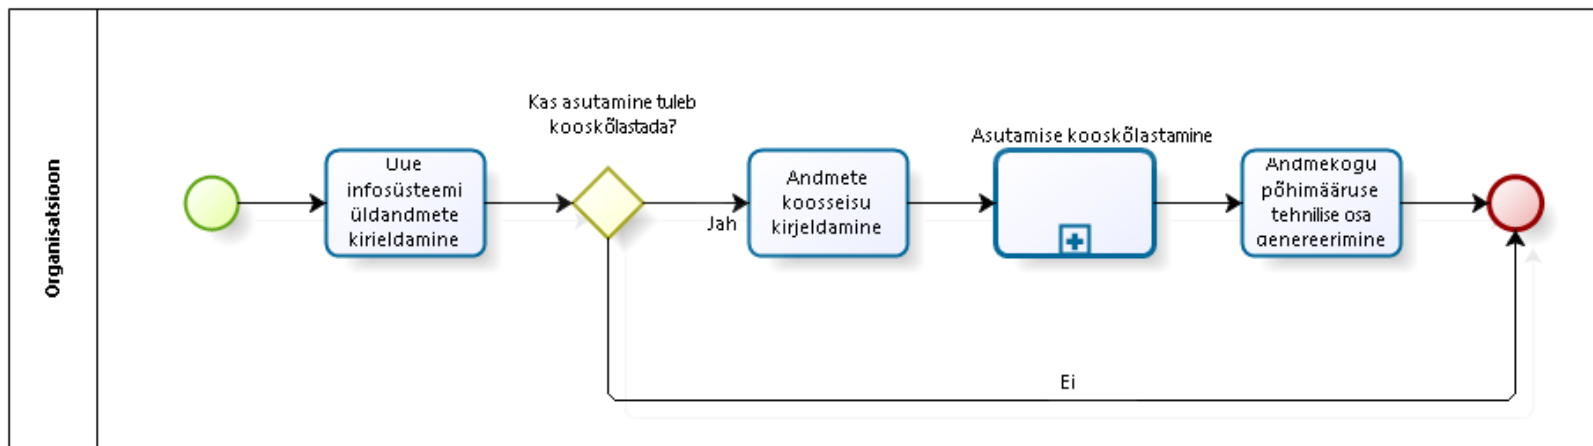 Organisatsioon
Uue
infosüsteemi
üldandmete
kirjeldamine
Kas asutamine tuleb
kooskõlastada?
Jah
Andmete
koosseisu
kirjeldamine
Asutamise kooskõlastamine
Andmekogu
põhimääruse
tehnilise osa
genereerimine
Ei